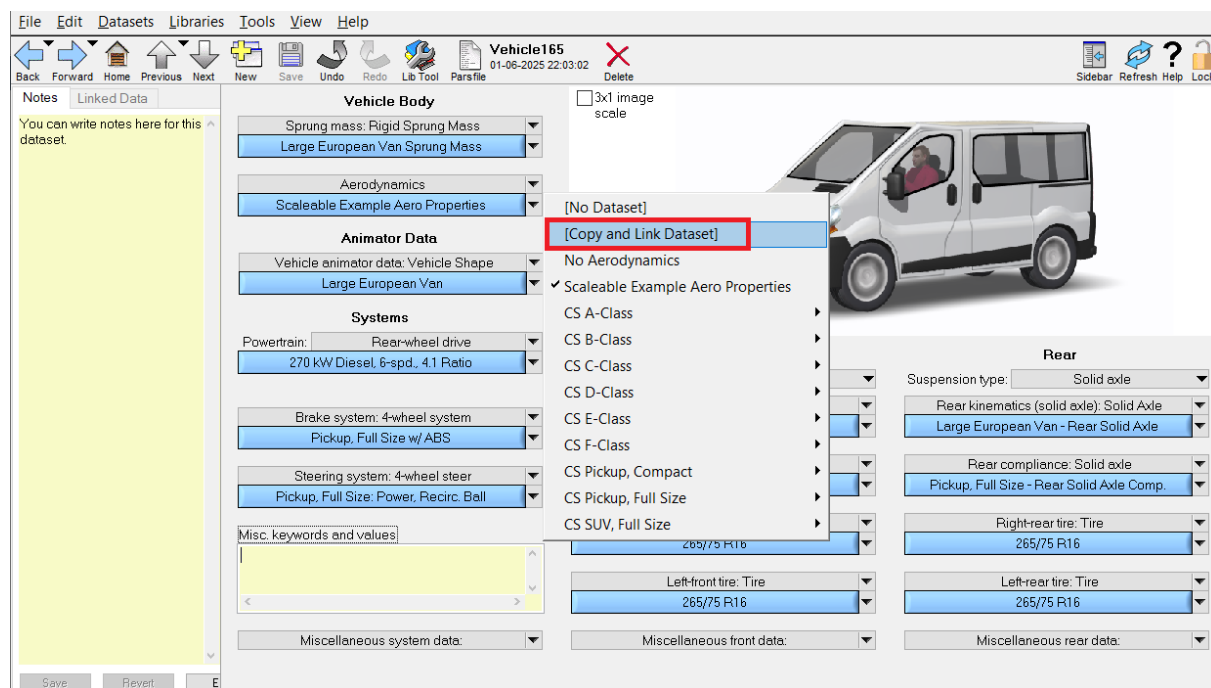 File Edit Datasets Libraries Tools View Help
Back Forward Home Previous Next New Save Undo Redo Lib Tool Parsfile Vehicle165 01-06-2025 22:03:02 Delete Sidebar Refresh Help Lock
Notes Linked Data
You can write notes here for this
dataset.
Save Revert E
Vehicle Body
Sprung mass: Rigid Sprung Mass
Large European Van Sprung Mass
Aerodynamics
Scaleable Example Aero Properties
Animator Data
Vehicle animator data: Vehicle Shape
Large European Van
Systems
Powertrain: Rear-wheel drive
270 kW Diesel, 6-spd., 4.1 Ratio
Brake system: 4-wheel system
Pickup, Full Size w/ ABS
Steering system: 4-wheel steer
Pickup, Full Size: Power, Recirc. Ball
Misc. keywords and values
Miscellaneous system data:
3x1 image
scale
[No Dataset]
[Copy and Link Dataset]
No Aerodynamics
Scaleable Example Aero Properties
CS A-Class
CS B-Class
CS C-Class
CS D-Class
CS E-Class
CS F-Class
CS Pickup, Compact
CS Pickup, Full Size
CS SUV, Full Size
265/75 R16
Left-front tire: Tire
265/75 R16
Miscellaneous front data:
Rear
Suspension type: Solid axle
Rear kinematics (solid axle): Solid Axle
Large European Van - Rear Solid Axle
Rear compliance: Solid axle
Pickup, Full Size - Rear Solid Axle Comp.
Right-rear tire: Tire
265/75 R16
Left-rear tire: Tire
265/75 R16
Miscellaneous rear data: